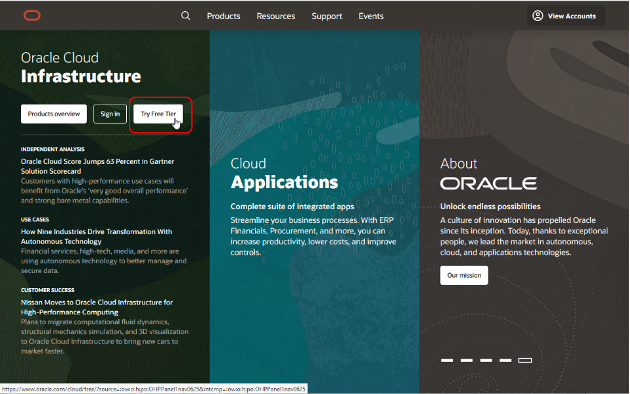 Products
Resources
Support
Events
View Accounts
Oracle Cloud
Infrastructure
Products overview
Sign in
Try Free Tier
INDEPENDENT ANALYSIS
Oracle Cloud Score Jumps 63 Percent in Gartner
Solution Scorecard
Customers with high-performance use cases will
benefit from Oracle's 'very good overall performance'
and strong bare metal capabilities.
USE CASES
How Nine Industries Drive Transformation With
Autonomous Technology
Financial services, high-tech, media, and more are
using autonomous technology to better manage and
secure data.
CUSTOMER SUCCESS
Nissan Moves to Oracle Cloud Infrastructure for
High-Performance Computing
Plans to migrate computational fluid dynamics,
structural mechanics simulation, and 3D visualization
to Oracle Cloud Infrastructure to bring new cars to
market faster.
Cloud
Applications
Complete suite of integrated apps
Streamline your business processes. With ERP
Financials, Procurement, and more, you can
increase productivity, lower costs, and improve
controls.
About
ORACLE
Unlock endless possibilities
A culture of innovation has propelled Oracle
since its inception. Today, thanks to exceptional
people, we lead the market in autonomous,
cloud, and applications technologies.
Our mission
https://www.oracle.com/cloud/free/?source=:ow:o:h:po:OHPPanel1nav0625&intcmp=:ow:o:h:po:OHPPanel1nav0625